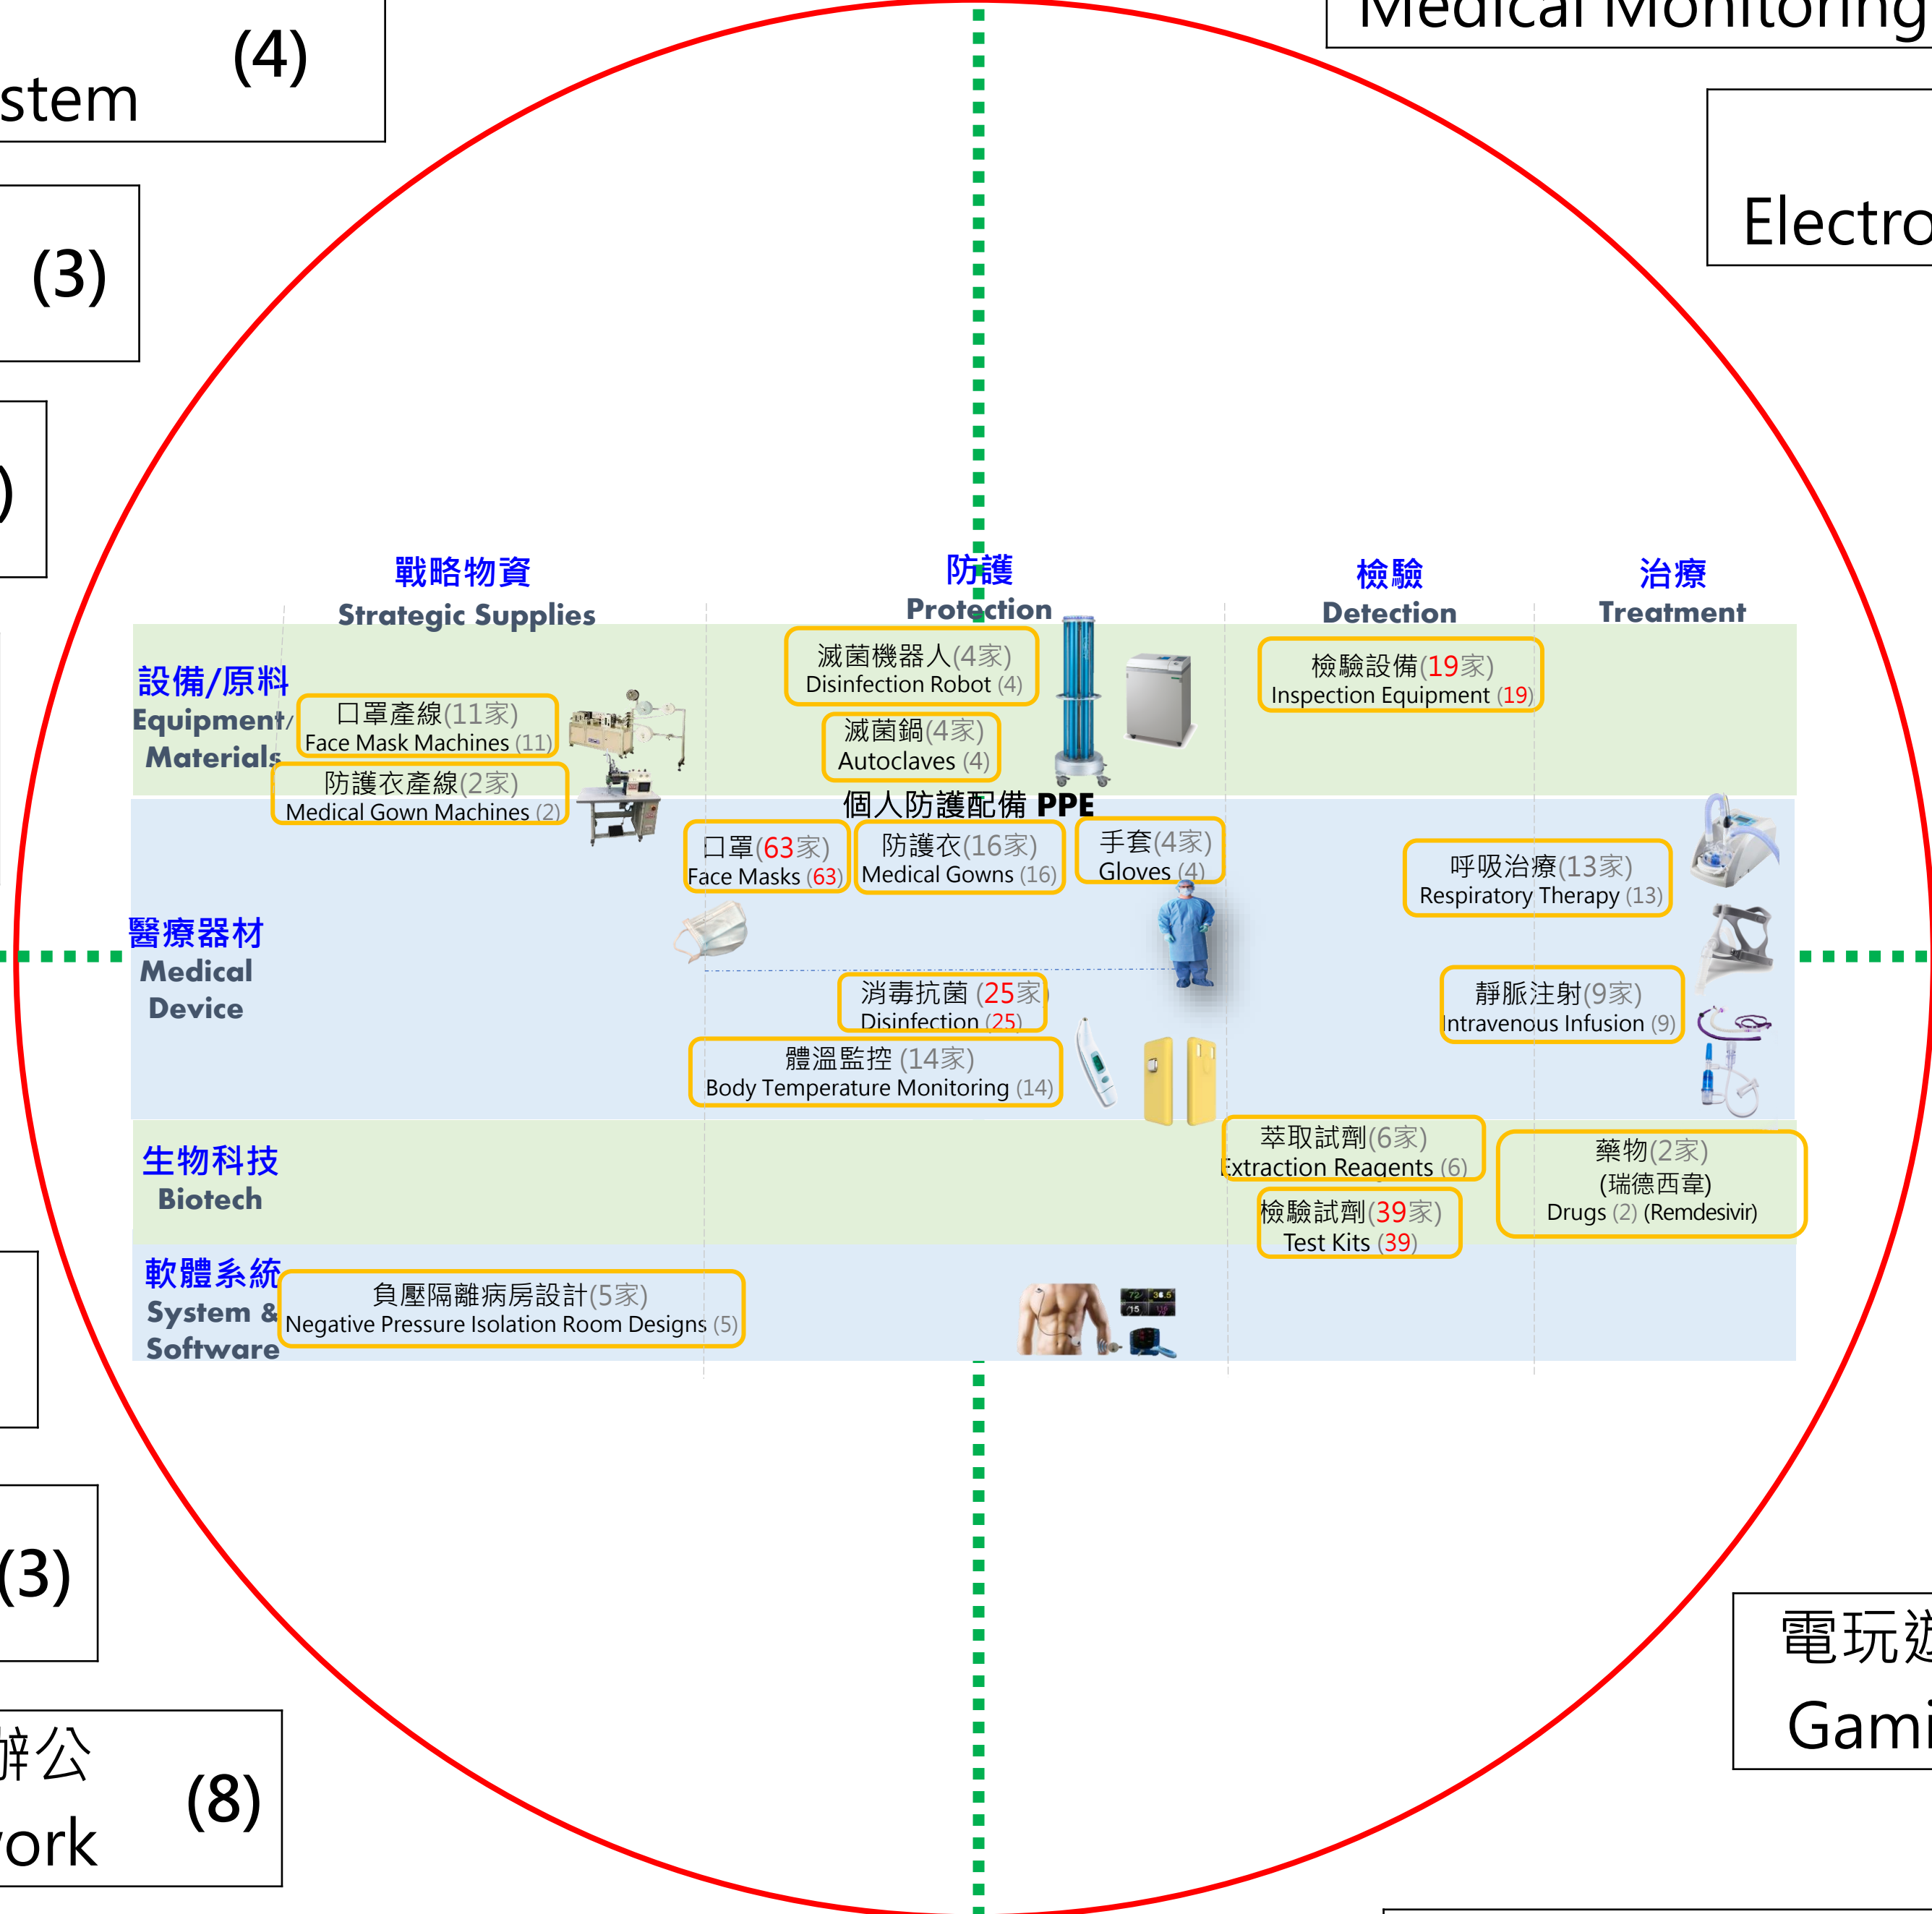 (4)
(3)
Medical Monitoring
戰略物資
Strategic Supplies
防護
Protection
檢驗
Detection
治療
Treatment
設備/原料
Equipment/
Materials
口罩產線(11家)
Face Mask Machines (11)
防護衣產線(2家)
Medical Gown Machines (2)
滅菌機器人(4家)
Disinfection Robot (4)
滅菌鍋(4家)
Autoclaves (4)
檢驗設備(19家)
Inspection Equipment (19)
醫療器材
Medical
Device
個人防護配備 PPE
口罩(63家)
Face Masks (63)
防護衣(16家)
Medical Gowns (16)
手套(4家)
Gloves (4)
消毒抗菌 (25家)
Disinfection (25)
體溫監控 (14家)
Body Temperature Monitoring (14)
呼吸治療(13家)
Respiratory Therapy (13)
靜脈注射(9家)
Intravenous Infusion (9)
生物科技
Biotech
萃取試劑(6家)
Extraction Reagents (6)
檢驗試劑(39家)
Test Kits (39)
藥物(2家)
(瑞德西韋)
Drugs (2) (Remdesivir)
軟體系統
System &
Software
負壓隔離病房設計(5家)
Negative Pressure Isolation Room Designs (5)
(3)
辦公
(8)
電玩遊